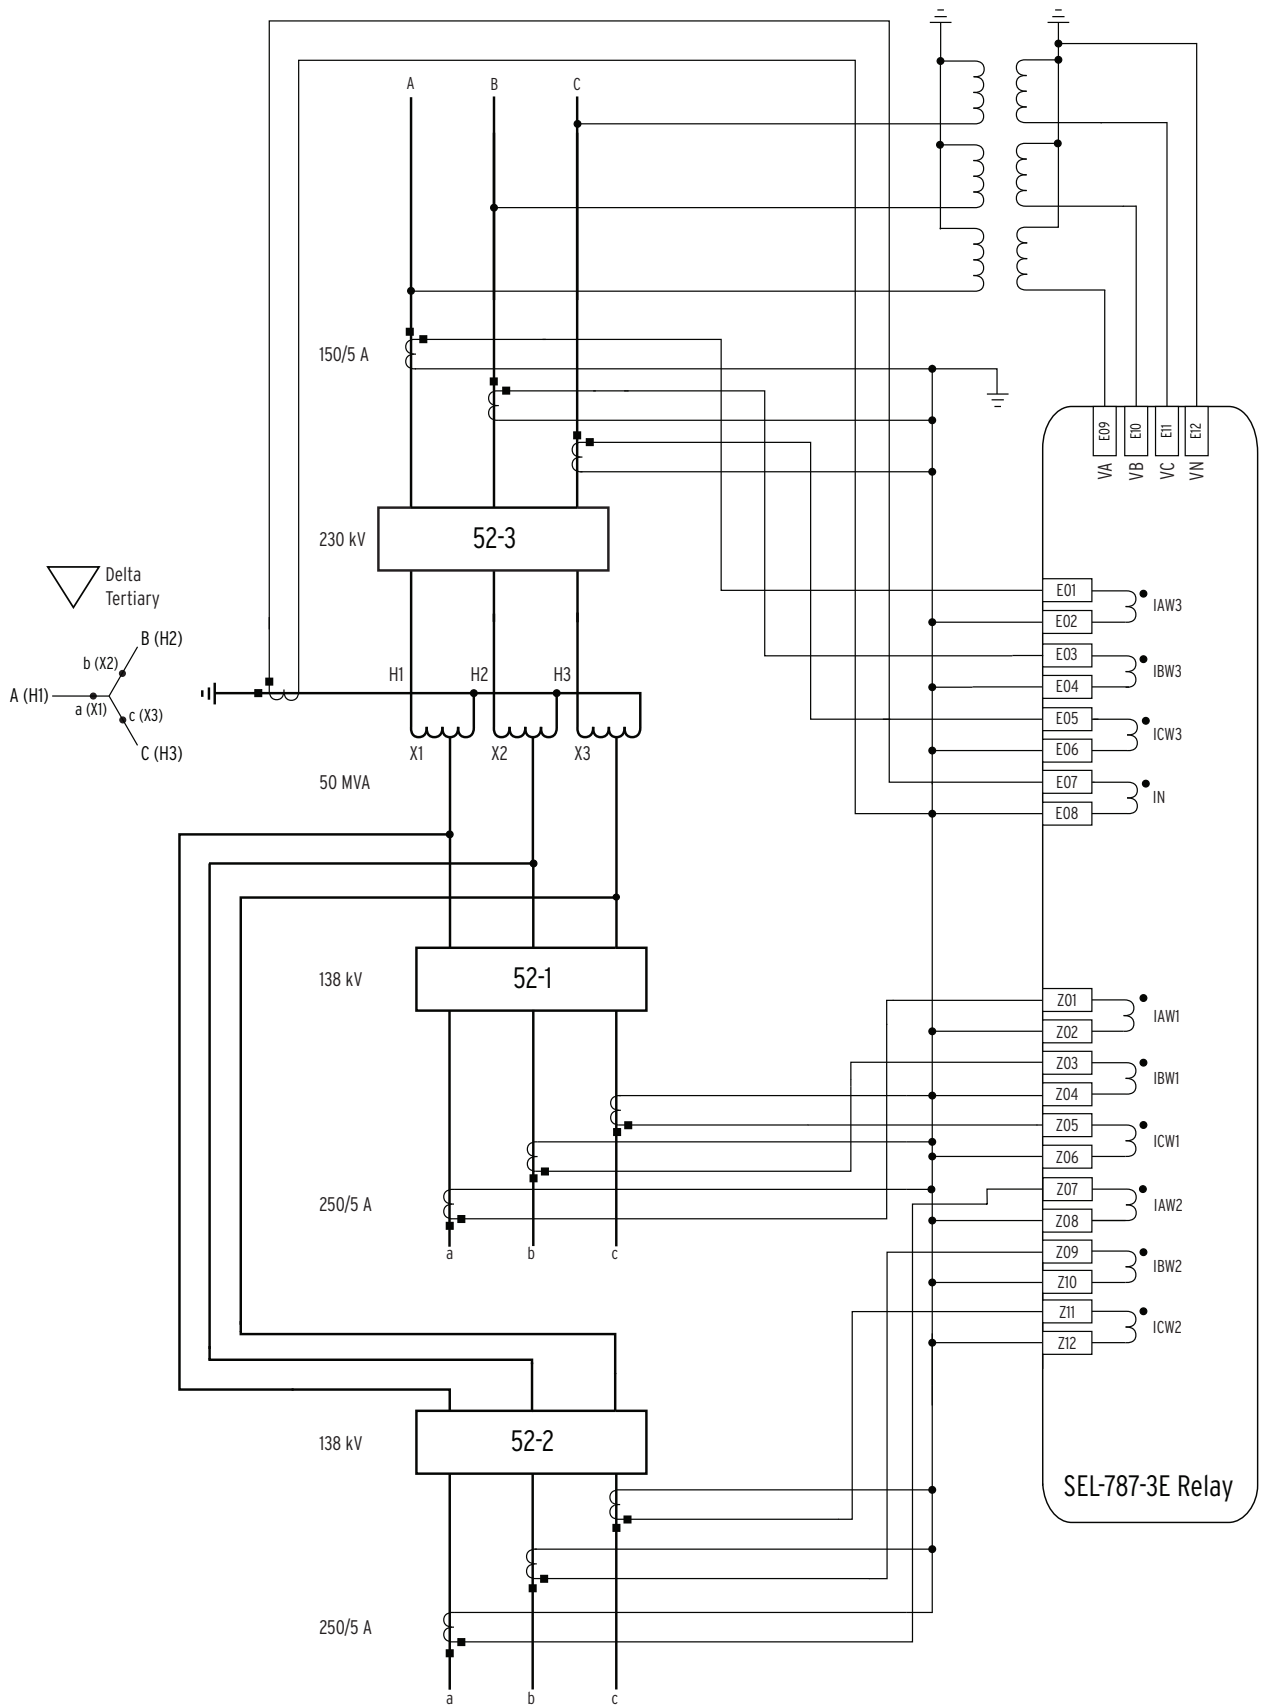 A
B
C
150/5 A
E09
E10
E11
E12
VA
VB
VC
VN
230 kV
52-3
Delta
Tertiary
E01
IAW3
E02
B (H2)
b (X2)
A (H1)
a (X1)
c (X3)
C (H3)
E03
IBW3
E04
H1
H2
H3
E05
ICW3
E06
X1
X2
X3
50 MVA
E07
IN
E08
138 kV
52-1
Z01
IAW1
Z02
Z03
IBW1
Z04
Z05
ICW1
Z06
250/5 A
Z07
IAW2
Z08
a
b
c
Z09
IBW2
Z10
Z11
ICW2
Z12
138 kV
52-2
SEL-787-3E Relay
250/5 A
a
b
c